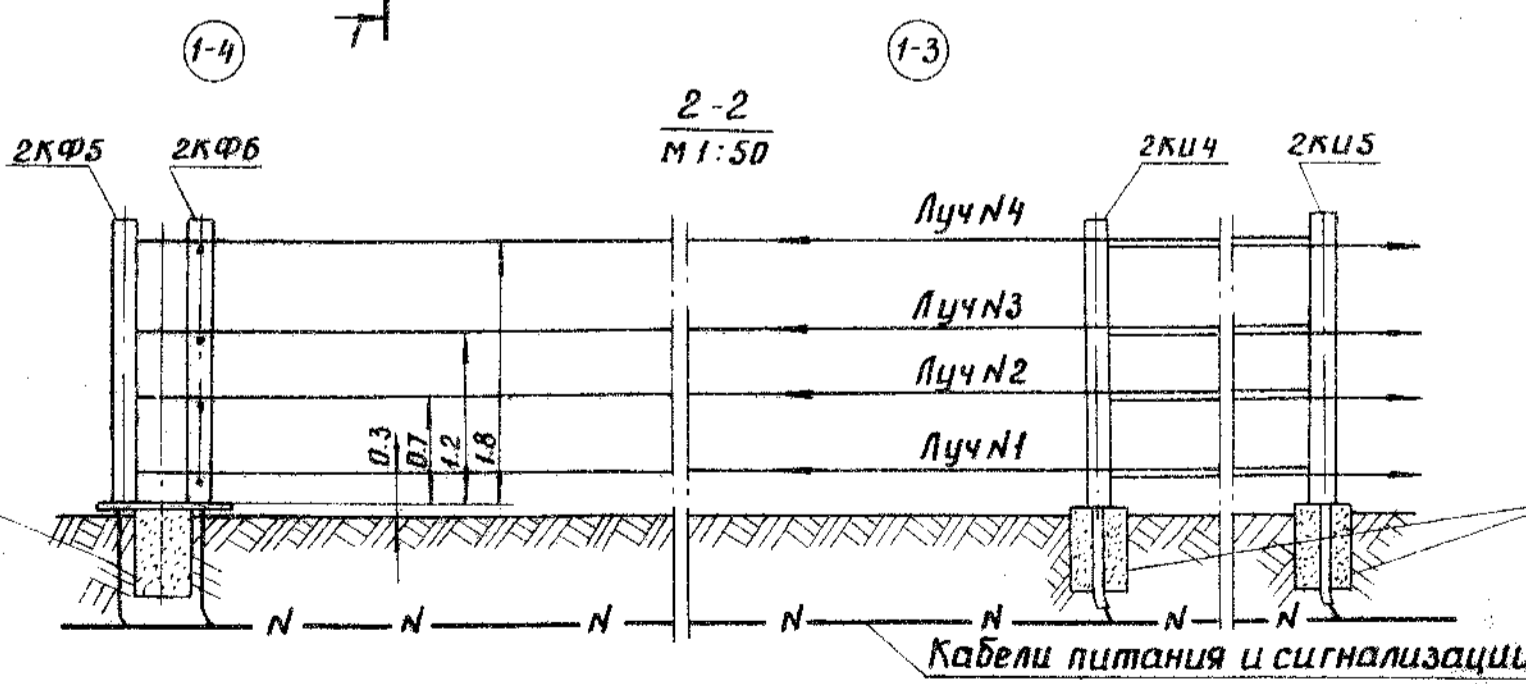 1
1-4
1-3
2-2
М 1:50
2КФ5
2КФ6
2КИ4
2КИ5
Луч N4
Луч N3
Луч N2
Луч N1
0.3
0.7
1.2
1.8
N N N N N N N
Кабели питания и сигнализации